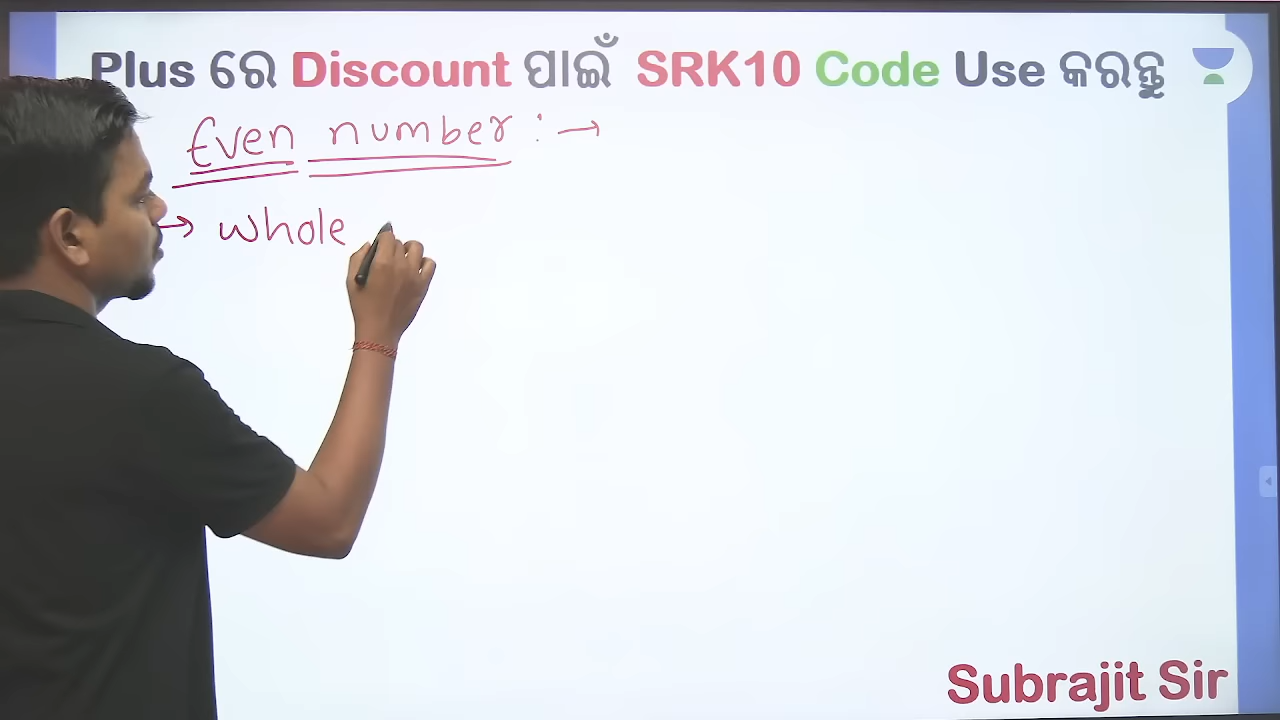 Plus ରେ Discount ପାଇଁ SRK10 Code Use କରନ୍ତୁ
Even number : →
→ whole
Subrajit Sir